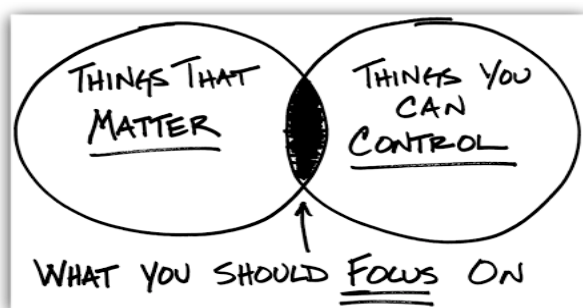 THINGS THAT
MATTER
THINGS YOU
CAN
CONTROL
WHAT YOU SHOULD FOCUS ON